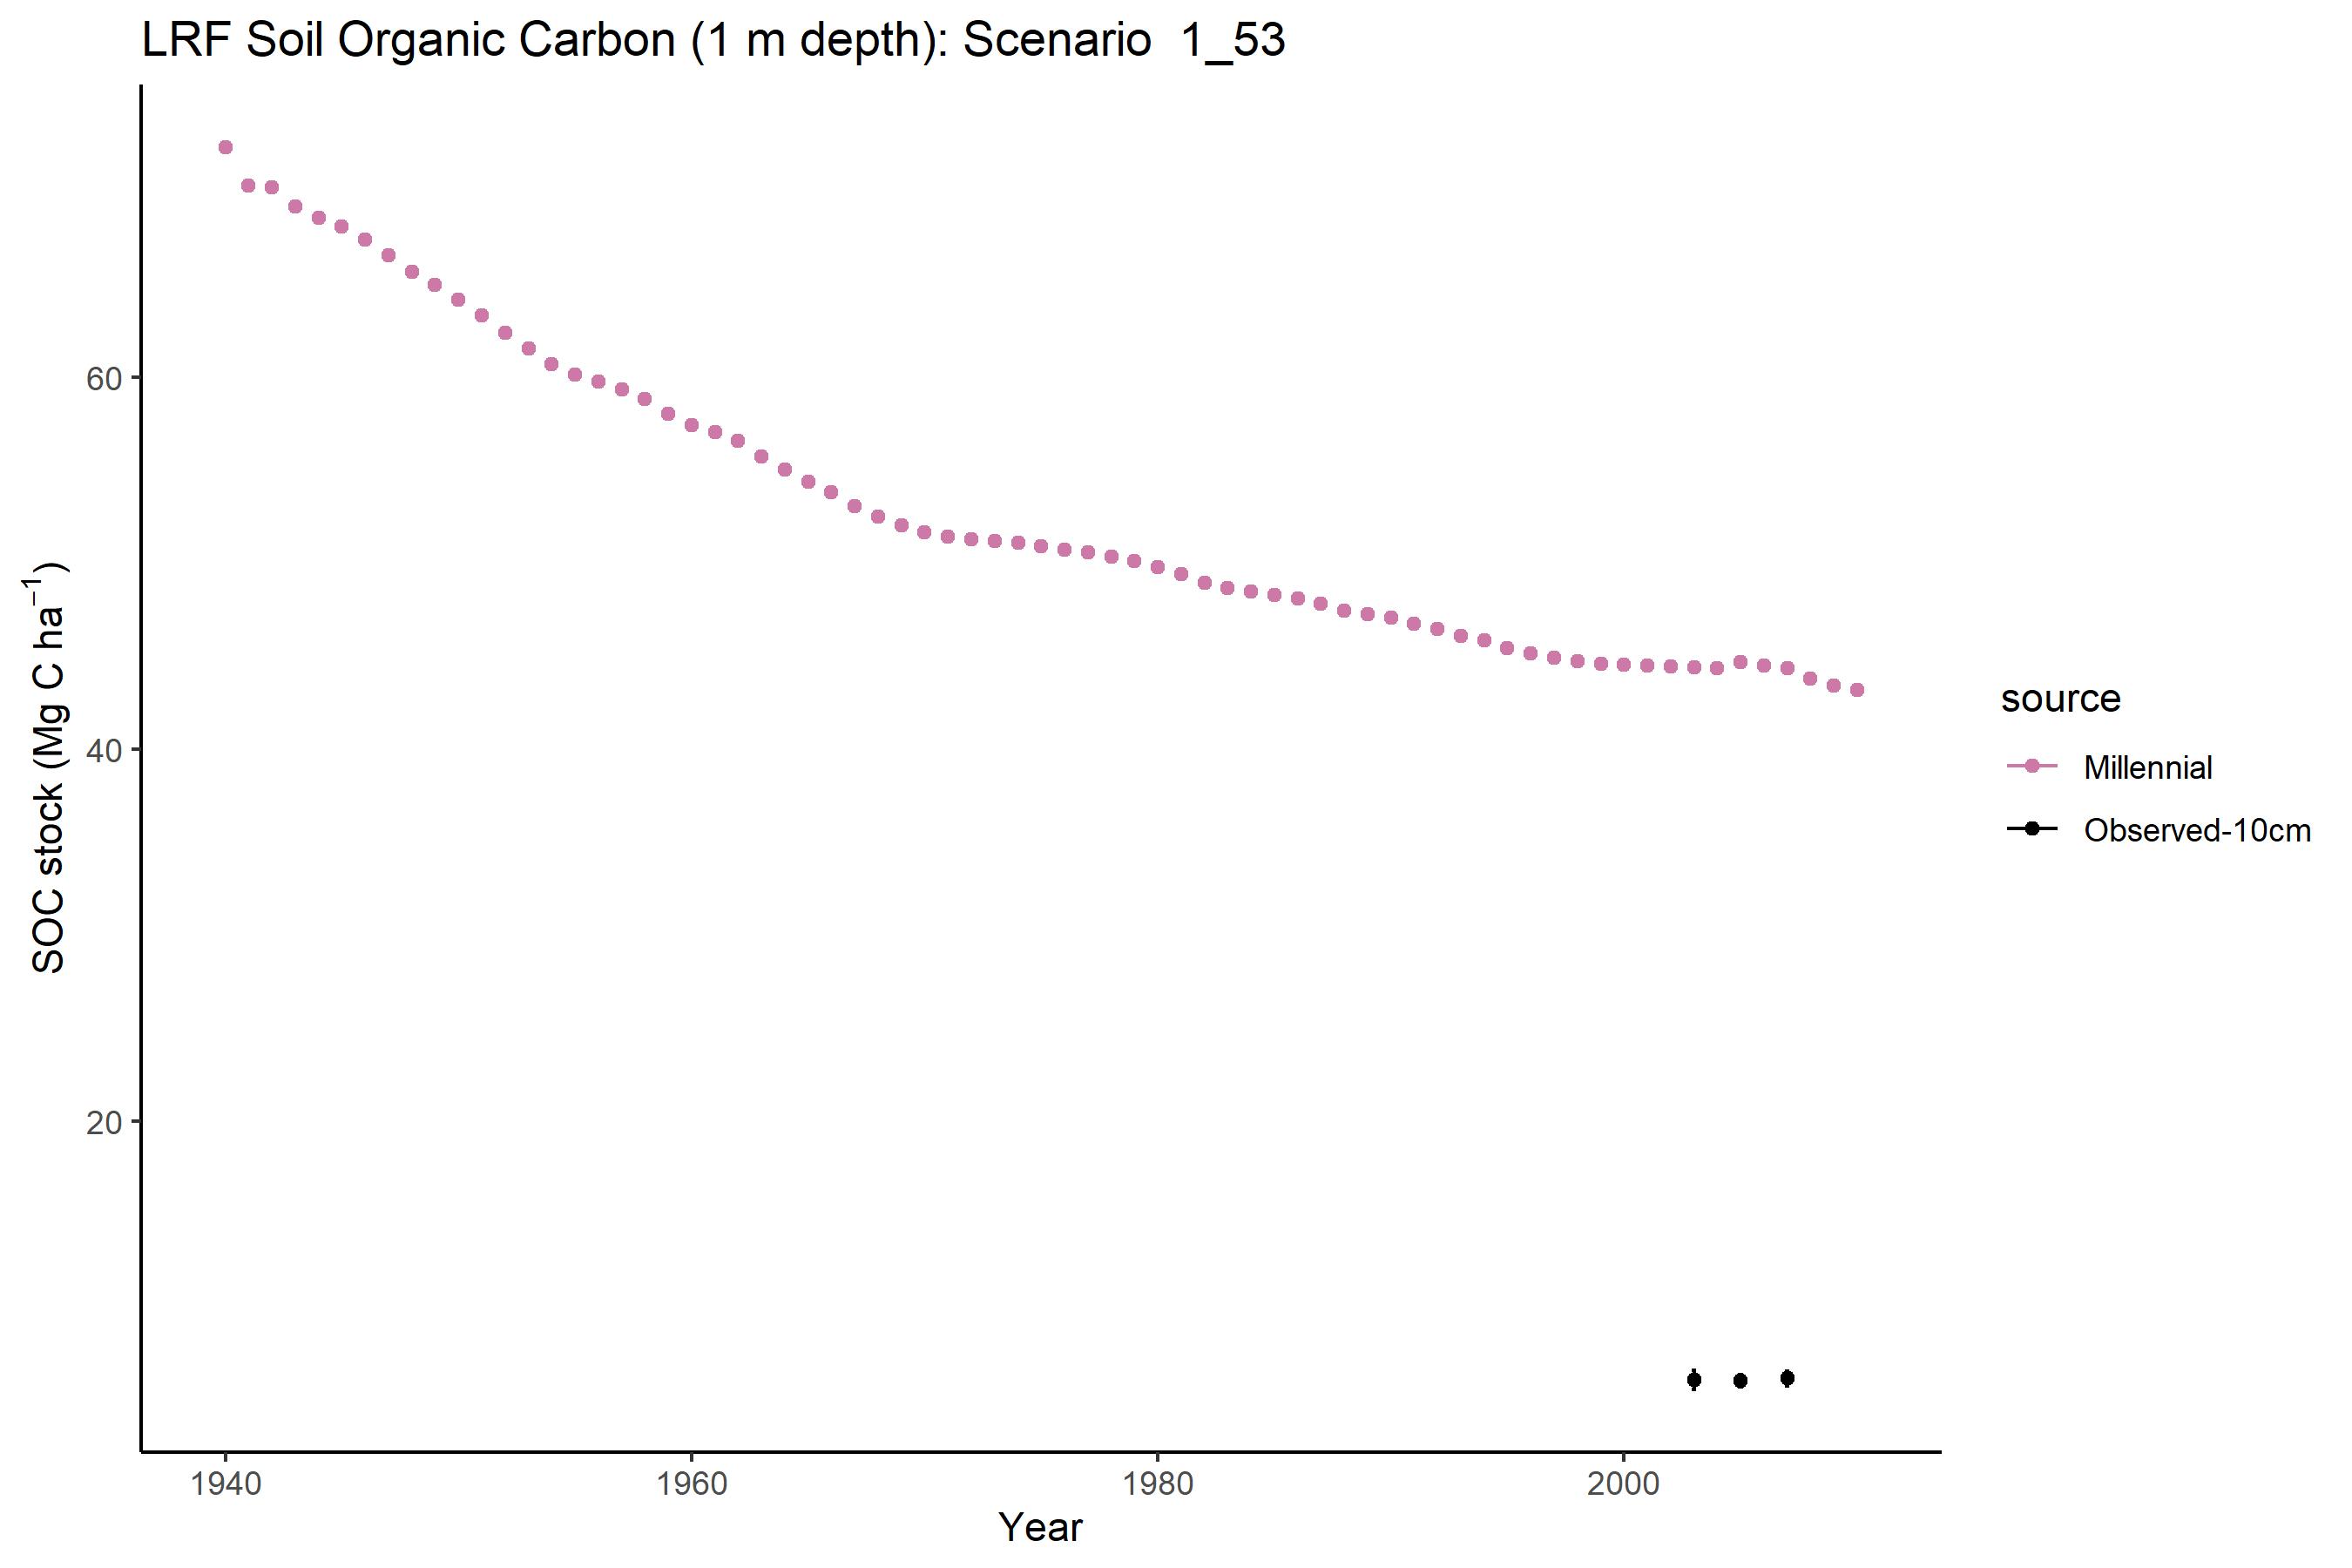 LRF Soil Organic Carbon (1 m depth): Scenario  1_53
SOC stock (Mg C ha⁻¹)
60
40
20
1940 1960 1980 2000
Year
source
Millennial
Observed-10cm